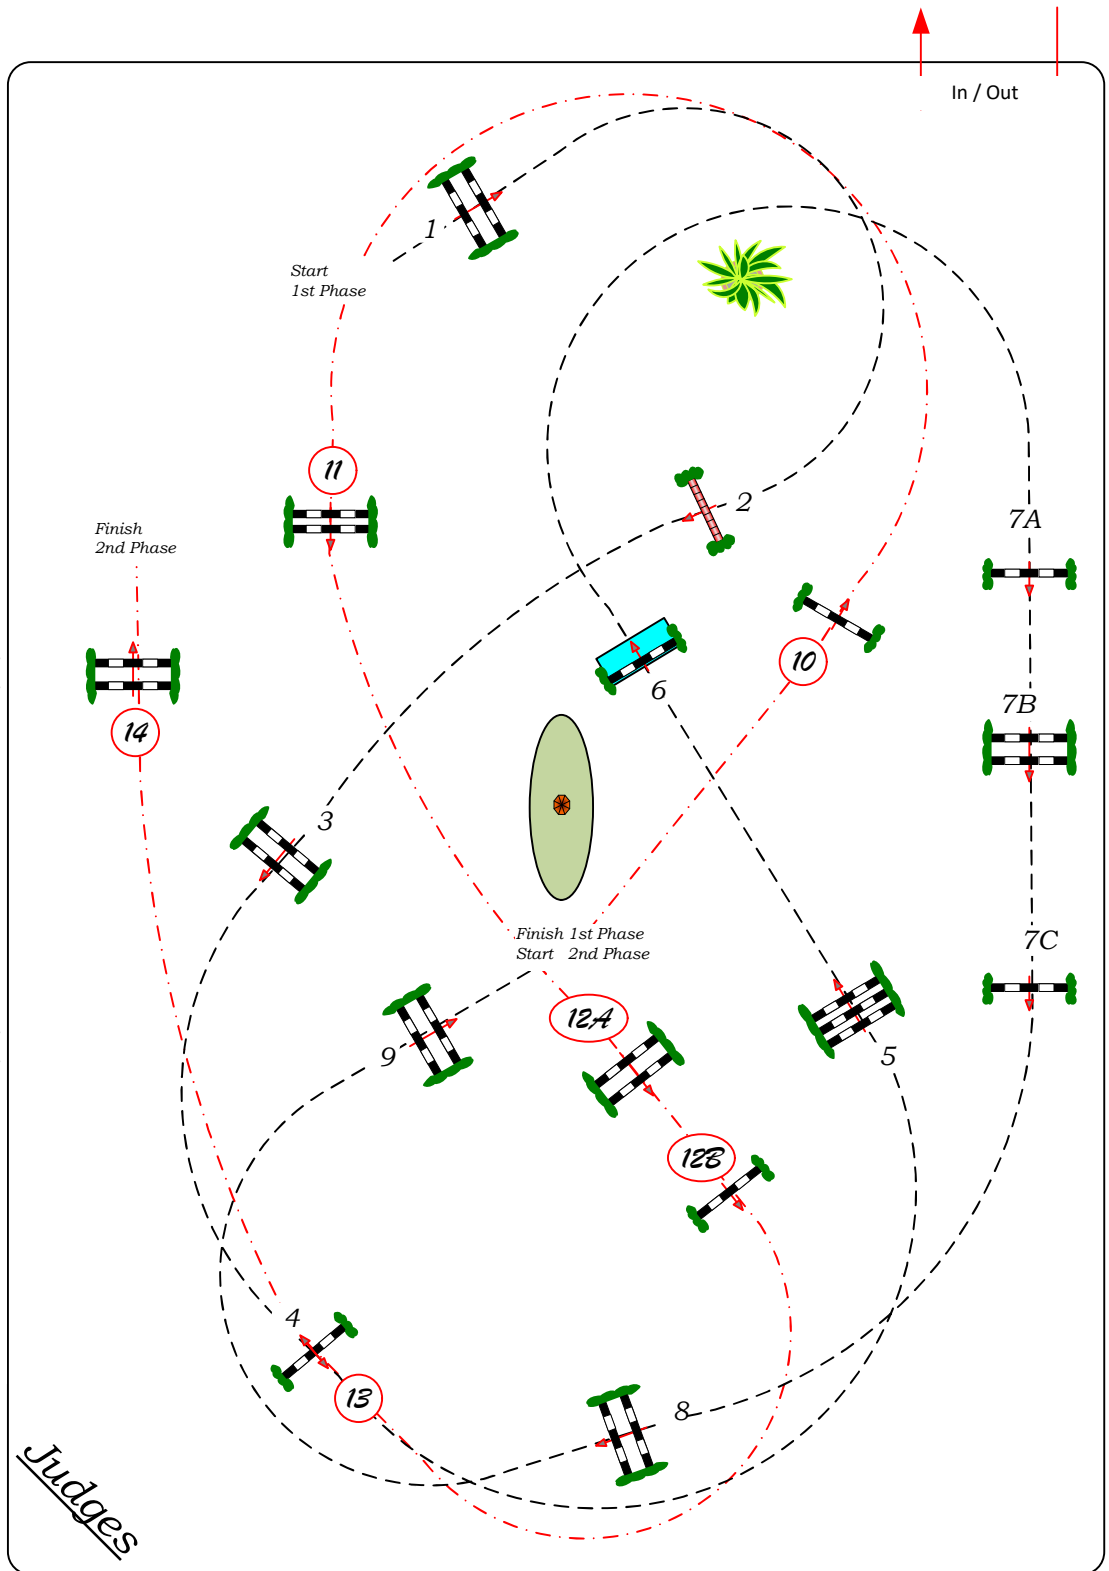 In / Out
1
Start
1st Phase
11
2
7A
Finish
2nd Phase
10
6
7B
14
3
Finish 1st Phase
Start 2nd Phase
7C
12A
9
5
12B
4
13
8
Judges